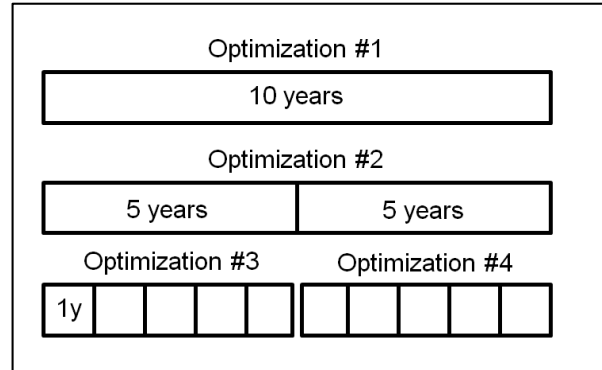 Optimization #1
10 years
Optimization #2
5 years 5 years
Optimization #3 Optimization #4
1y